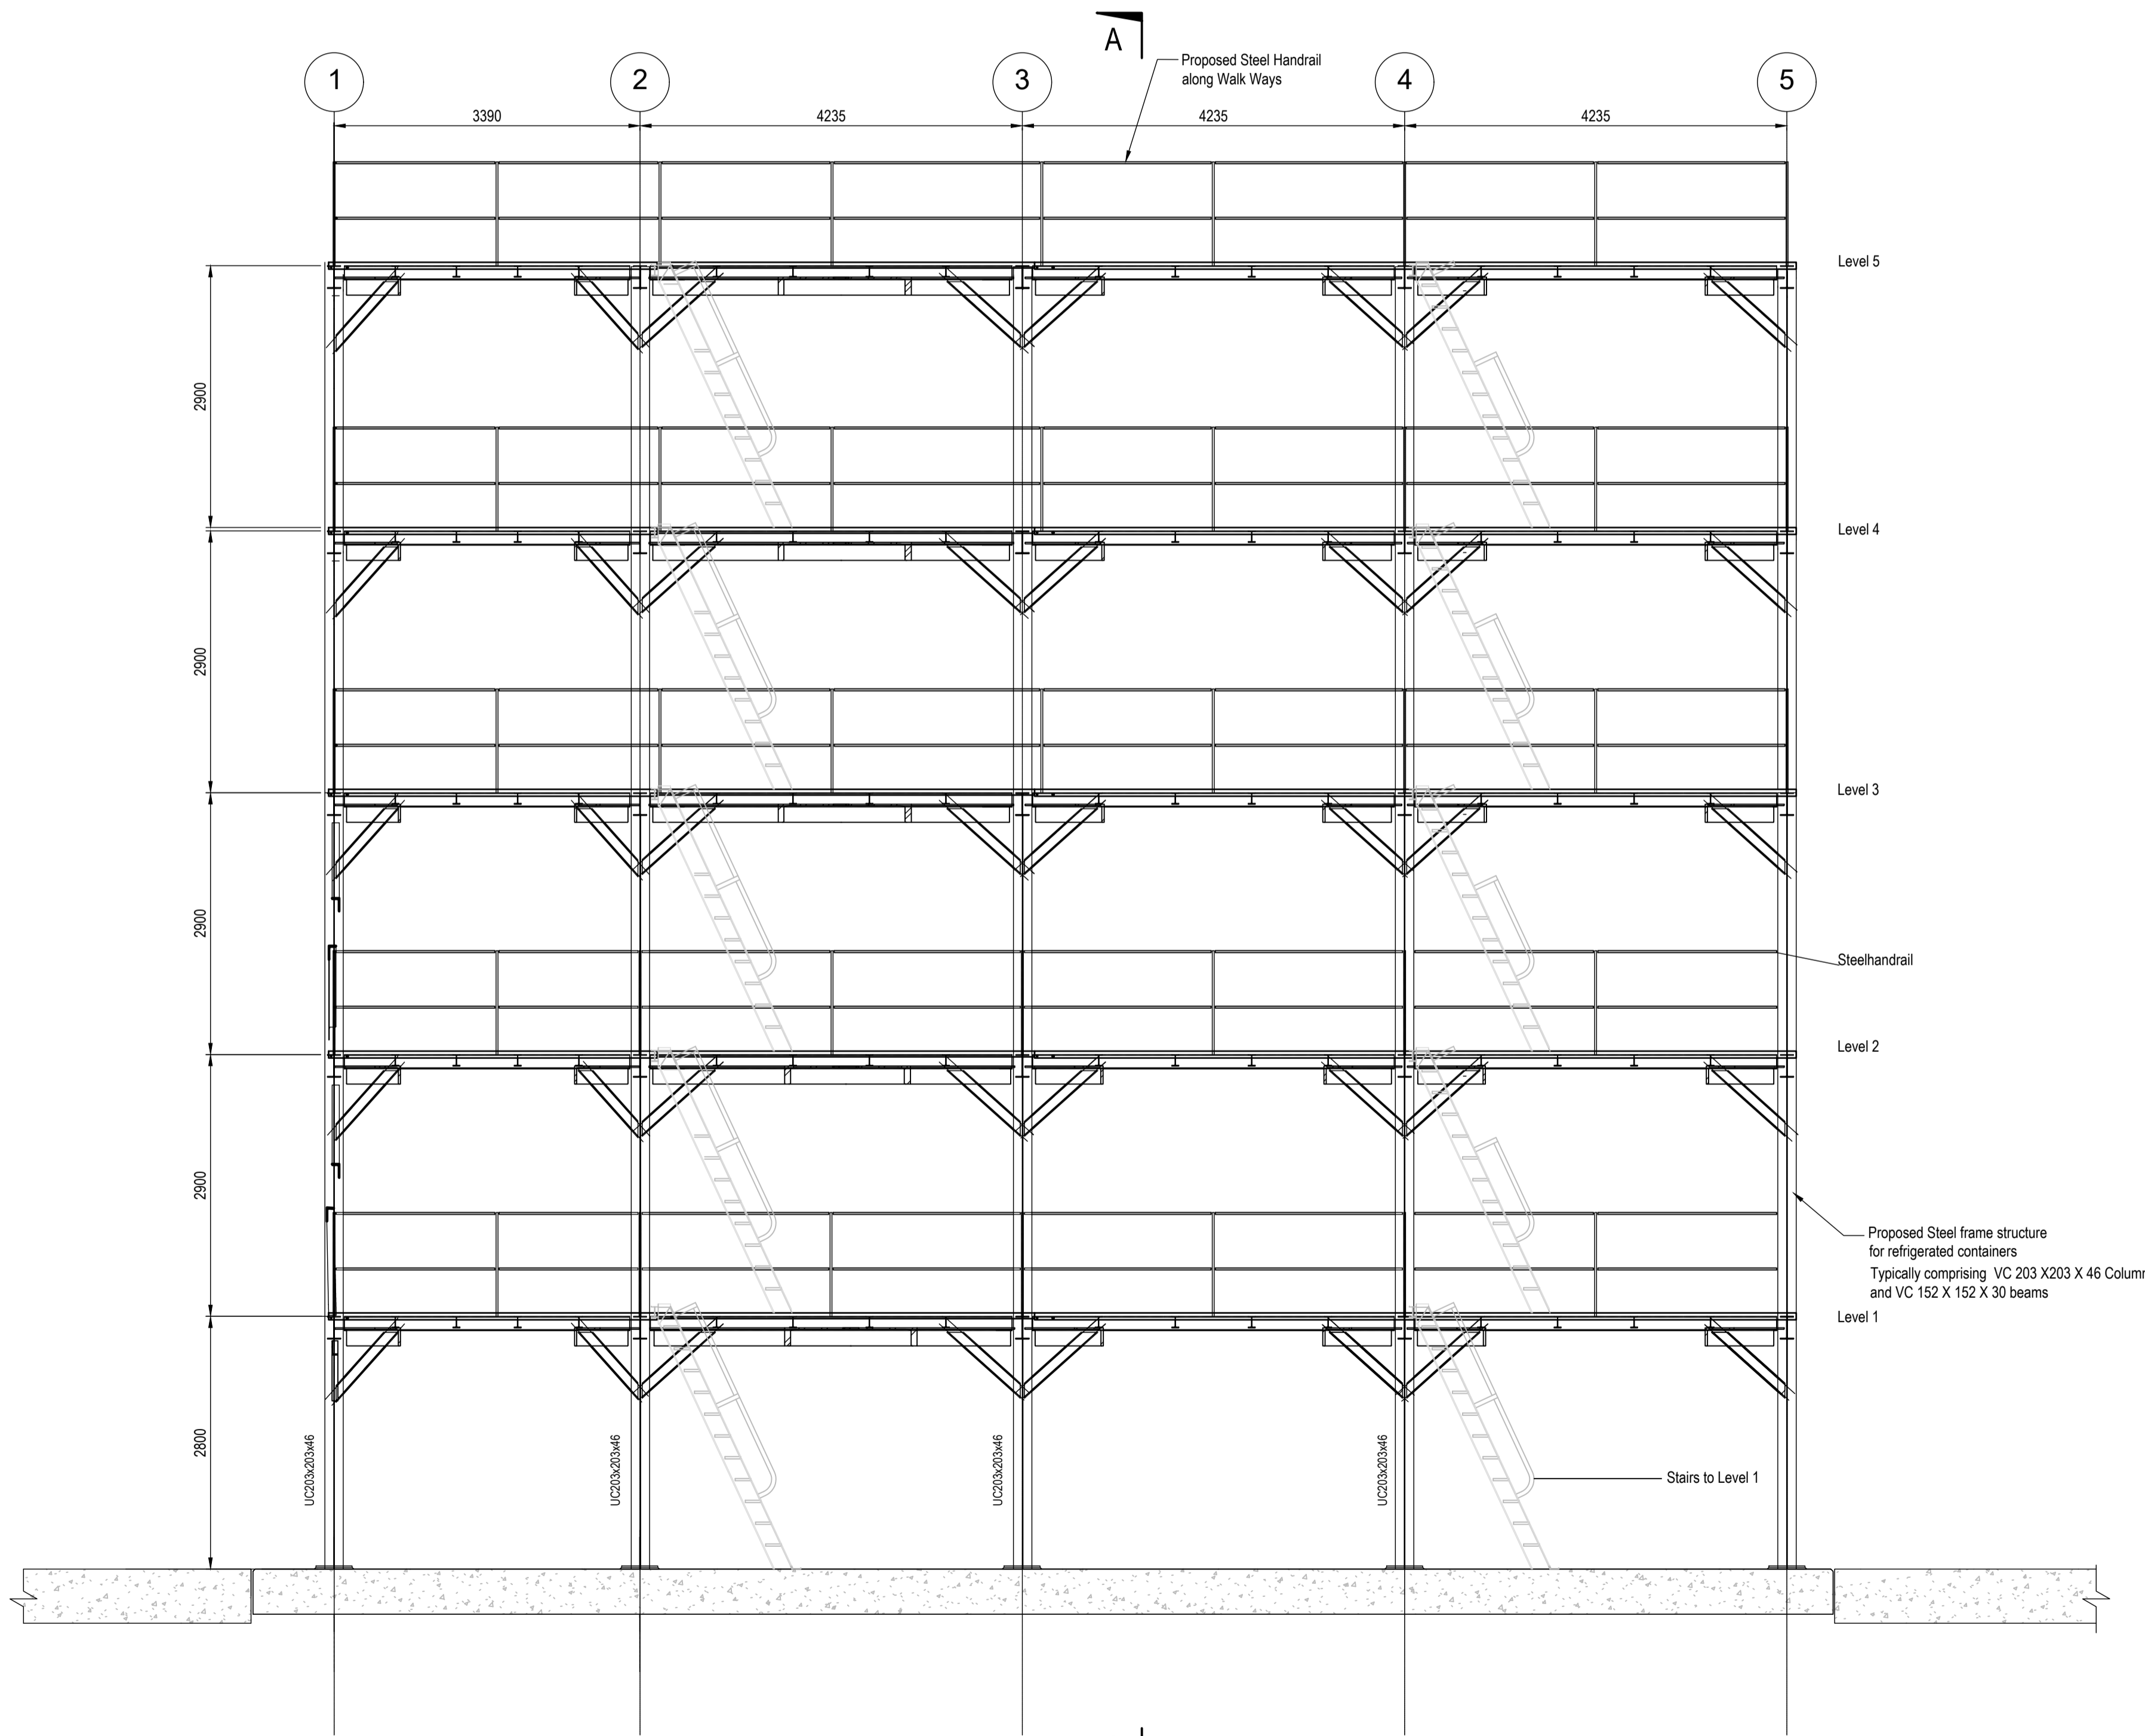 A
Proposed Steel Handrail
along Walk Ways
1
2
3
4
5
3390
4235
4235
4235
Level 5
2900
Level 4
2900
Level 3
2900
Steelhandrail
Level 2
2900
Proposed Steel frame structure
for refrigerated containers
Typically comprising VC 203 X203 X 46 Colum
and VC 152 X 152 X 30 beams
Level 1
2800
UC203x203x46
UC203x203x46
UC203x203x46
UC203x203x46
Stairs to Level 1